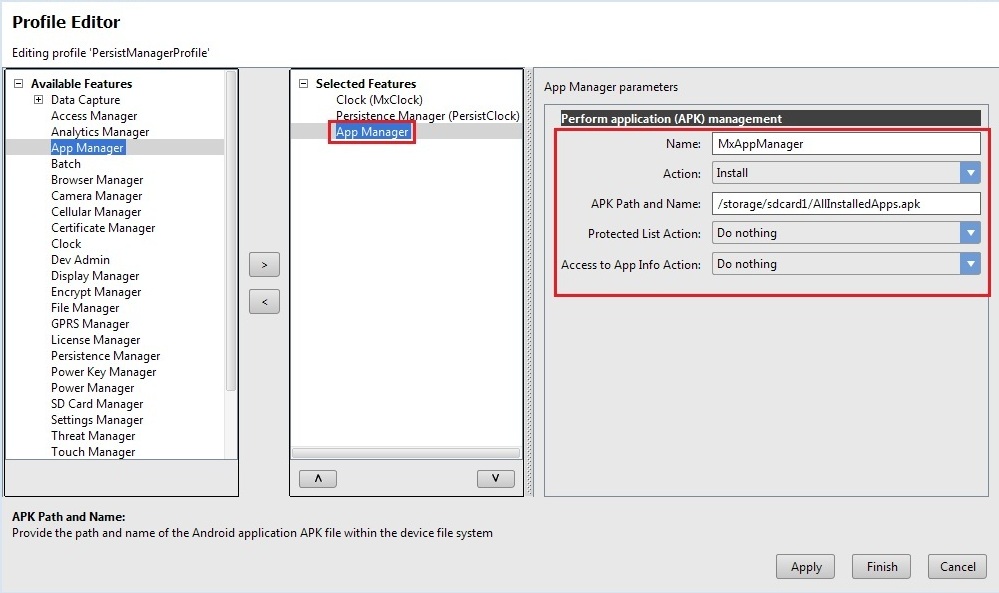 Profile Editor
Editing profile 'PersistManagerProfile'
Available Features
Data Capture
Access Manager
Analytics Manager
App Manager
Batch
Browser Manager
Camera Manager
Cellular Manager
Certificate Manager
Clock
Dev Admin
Display Manager
Encrypt Manager
File Manager
GPRS Manager
License Manager
Persistence Manager
Power Key Manager
Power Manager
SD Card Manager
Settings Manager
Threat Manager
Touch Manager
>
<
Selected Features
Clock (MxClock)
Persistence Manager (PersistClock)
App Manager
App Manager parameters
Perform application (APK) management
Name: MxAppManager
Action: Install
APK Path and Name: /storage/sdcard1/AllInstalledApps.apk
Protected List Action: Do nothing
Access to App Info Action: Do nothing
APK Path and Name:
Provide the path and name of the Android application APK file within the device file system
Apply Finish Cancel